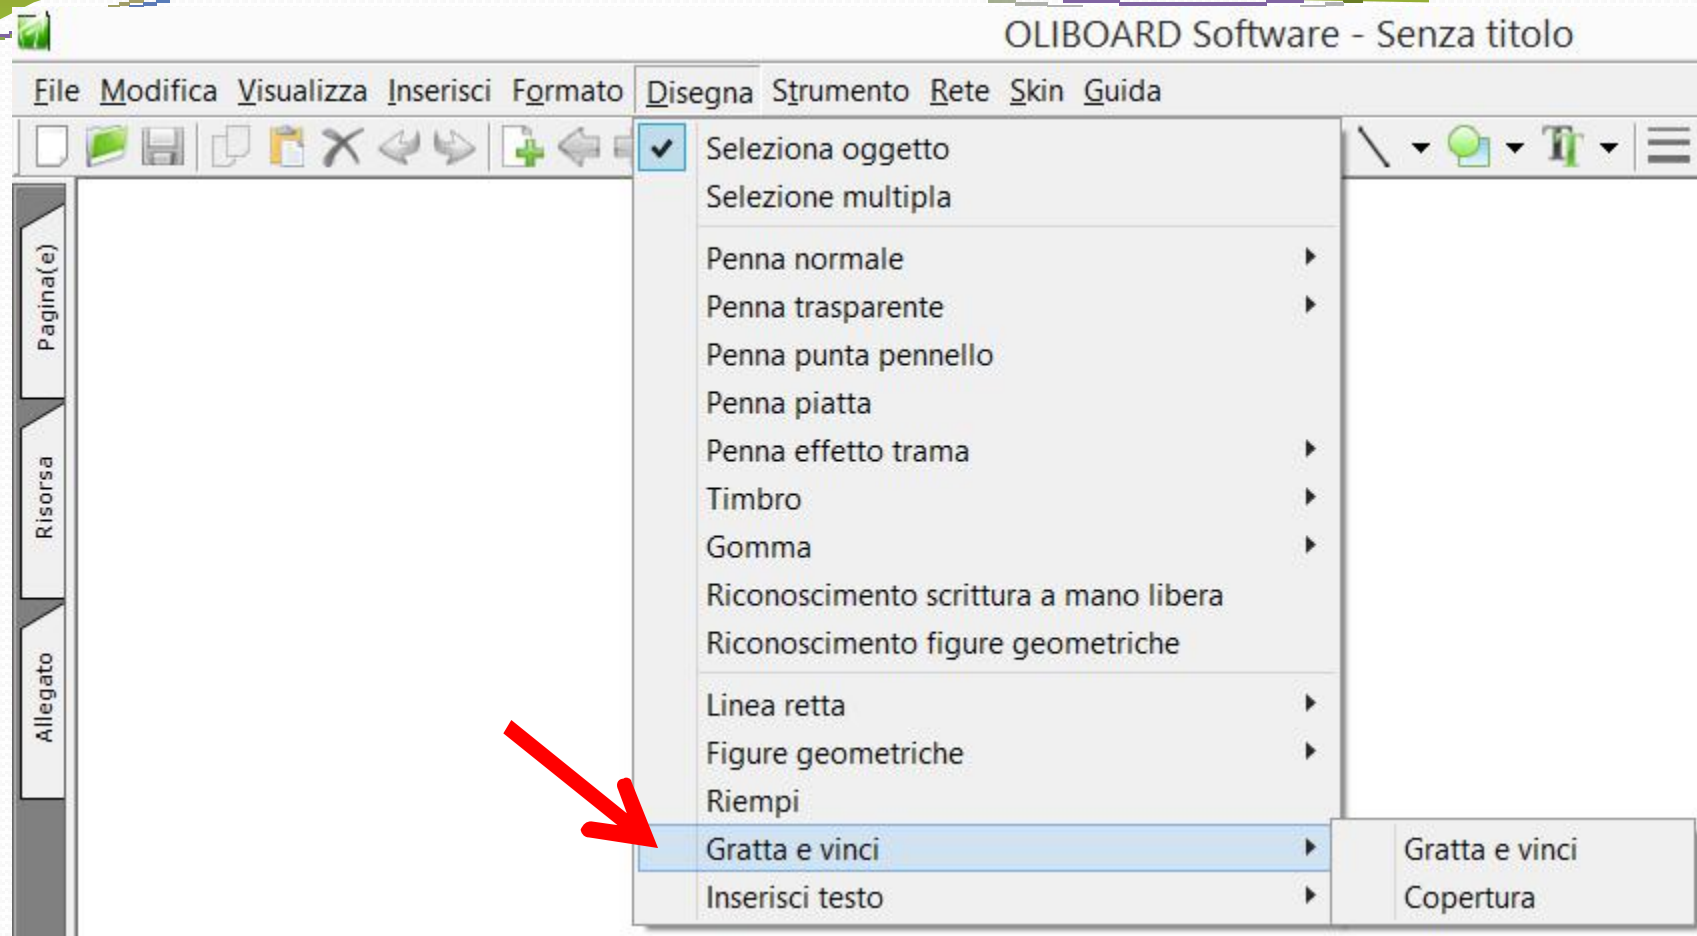 OLIBOARD Software - Senza titolo
File Modifica Visualizza Inserisci Formato Disegna Strumento Rete Skin Guida
Seleziona oggetto
Selezione multipla
Penna normale
Penna trasparente
Penna punta pennello
Penna piatta
Penna effetto trama
Timbro
Gomma
Riconoscimento scrittura a mano libera
Riconoscimento figure geometriche
Linea retta
Figure geometriche
Riempi
Gratta e vinci
Inserisci testo
Gratta e vinci
Copertura
Pagina(e)
Risorsa
Allegato